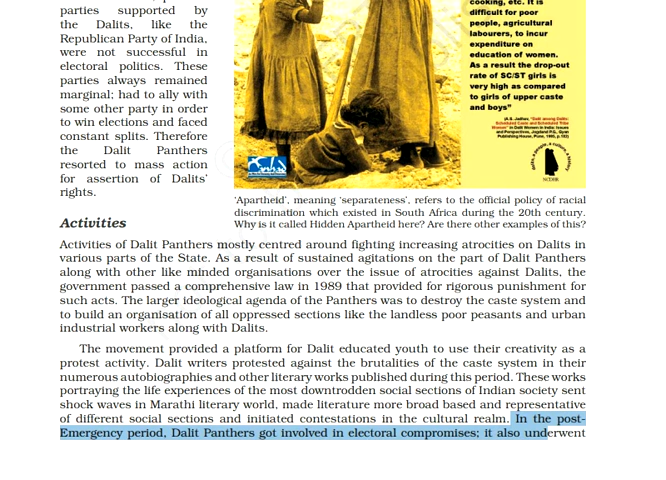 parties supported by
the Dalits, like the
Republican Party of India,
were not successful in
electoral politics. These
parties always remained
marginal; had to ally with
some other party in order
to win elections and faced
constant splits. Therefore
the Dalit Panthers
resorted to mass action
for assertion of Dalits'
rights.
cooking, etc. It is
difficult for poor
people, agricultural
labourers, to incur
expenditure on
education of women.
As a result the drop-out
rate of SC/ST girls is
very high as compared
to girls of upper caste
and boys"
NCDHR
'Apartheid', meaning 'separateness', refers to the official policy of racial
discrimination which existed in South Africa during the 20th century.
Why is it called Hidden Apartheid here? Are there other examples of this?
Activities
Activities of Dalit Panthers mostly centred around fighting increasing atrocities on Dalits in
various parts of the State. As a result of sustained agitations on the part of Dalit Panthers
along with other like minded organisations over the issue of atrocities against Dalits, the
government passed a comprehensive law in 1989 that provided for rigorous punishment for
such acts. The larger ideological agenda of the Panthers was to destroy the caste system and
to build an organisation of all oppressed sections like the landless poor peasants and urban
industrial workers along with Dalits.
The movement provided a platform for Dalit educated youth to use their creativity as a
protest activity. Dalit writers protested against the brutalities of the caste system in their
numerous autobiographies and other literary works published during this period. These works
portraying the life experiences of the most downtrodden social sections of Indian society sent
shock waves in Marathi literary world, made literature more broad based and representative
of different social sections and initiated contestations in the cultural realm. In the post-
Emergency period, Dalit Panthers got involved in electoral compromises; it also underwent